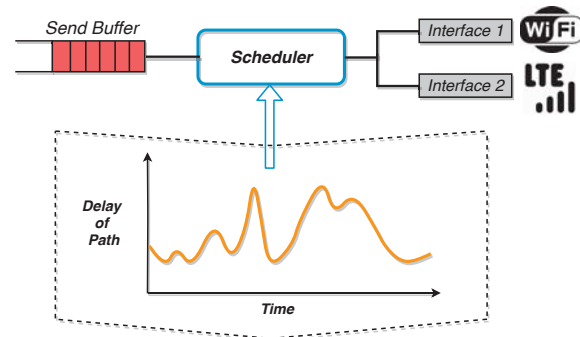 Send Buffer
Scheduler
Interface 1
WiFi
Interface 2
LTE
Delay
of
Path
Time